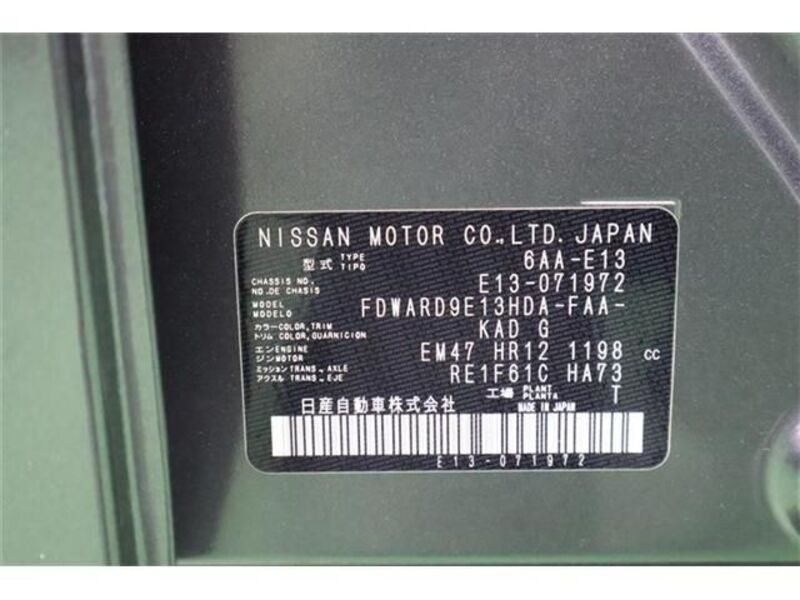 NISSAN MOTOR CO.,LTD. JAPAN
型式 TYPE TIPO 6AA-E13
CHASSIS NO. NO. DE CHASIS E13-071972
MODEL MODELO FDWARD9E13HDA-FAA-
カラー COLOR, TRIM トリム COLOR, GUARNICION KAD G
エンジン ENGINE MOTOR EM47 HR12 1198 cc
ミッション TRANS. AXLE アクスル TRANS. EJE RE1F61C HA73
工場 PLANT PLANTA T
日産自動車株式会社 MADE IN JAPAN
E13-071972